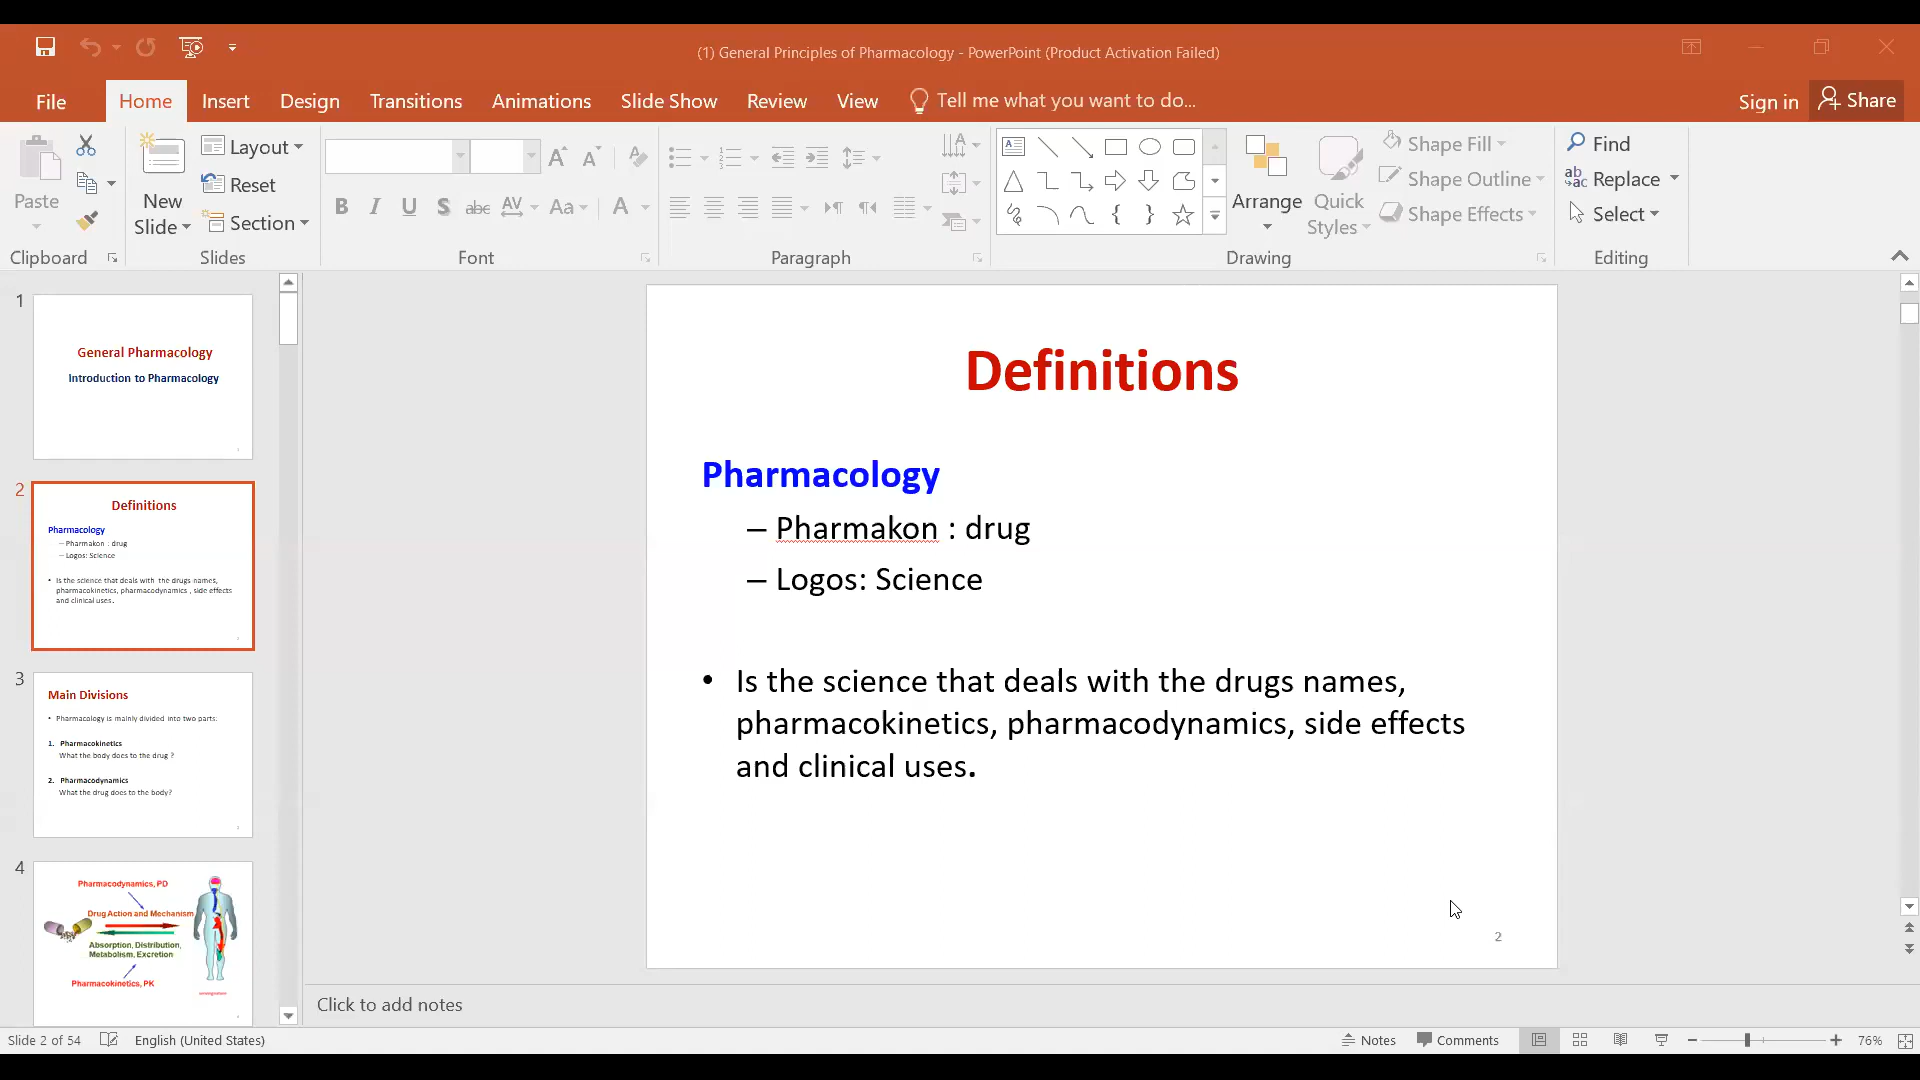 (1) General Principles of Pharmacology - PowerPoint (Product Activation Failed)
File Home Insert Design Transitions Animations Slide Show Review View Tell me what you want to do... Sign in Share
Paste
Clipboard
New
Slide
Layout
Reset
Section
Slides
B I U S abc AV Aa A
Font
Paragraph
Arrange
Quick
Styles
Shape Fill
Shape Outline
Shape Effects
Drawing
Find
Replace
Select
Editing
1
General Pharmacology
Introduction to Pharmacology
2
Definitions
Pharmacology
– Pharmakon : drug
– Logos: Science
• Is the science that deals with the drugs names,
pharmacokinetics, pharmacodynamics , side effects
and clinical uses.
3
Main Divisions
• Pharmacology is mainly divided into two parts:
1. Pharmacokinetics
What the body does to the drug ?
2. Pharmacodynamics
What the drug does to the body?
4
Pharmacodynamics, PD
Drug Action and Mechanism
Absorption, Distribution,
Metabolism, Excretion
Pharmacokinetics, PK
Definitions
Pharmacology
– Pharmakon : drug
– Logos: Science
• Is the science that deals with the drugs names,
pharmacokinetics, pharmacodynamics, side effects
and clinical uses.
2
Click to add notes
Slide 2 of 54 English (United States) Notes Comments 76%